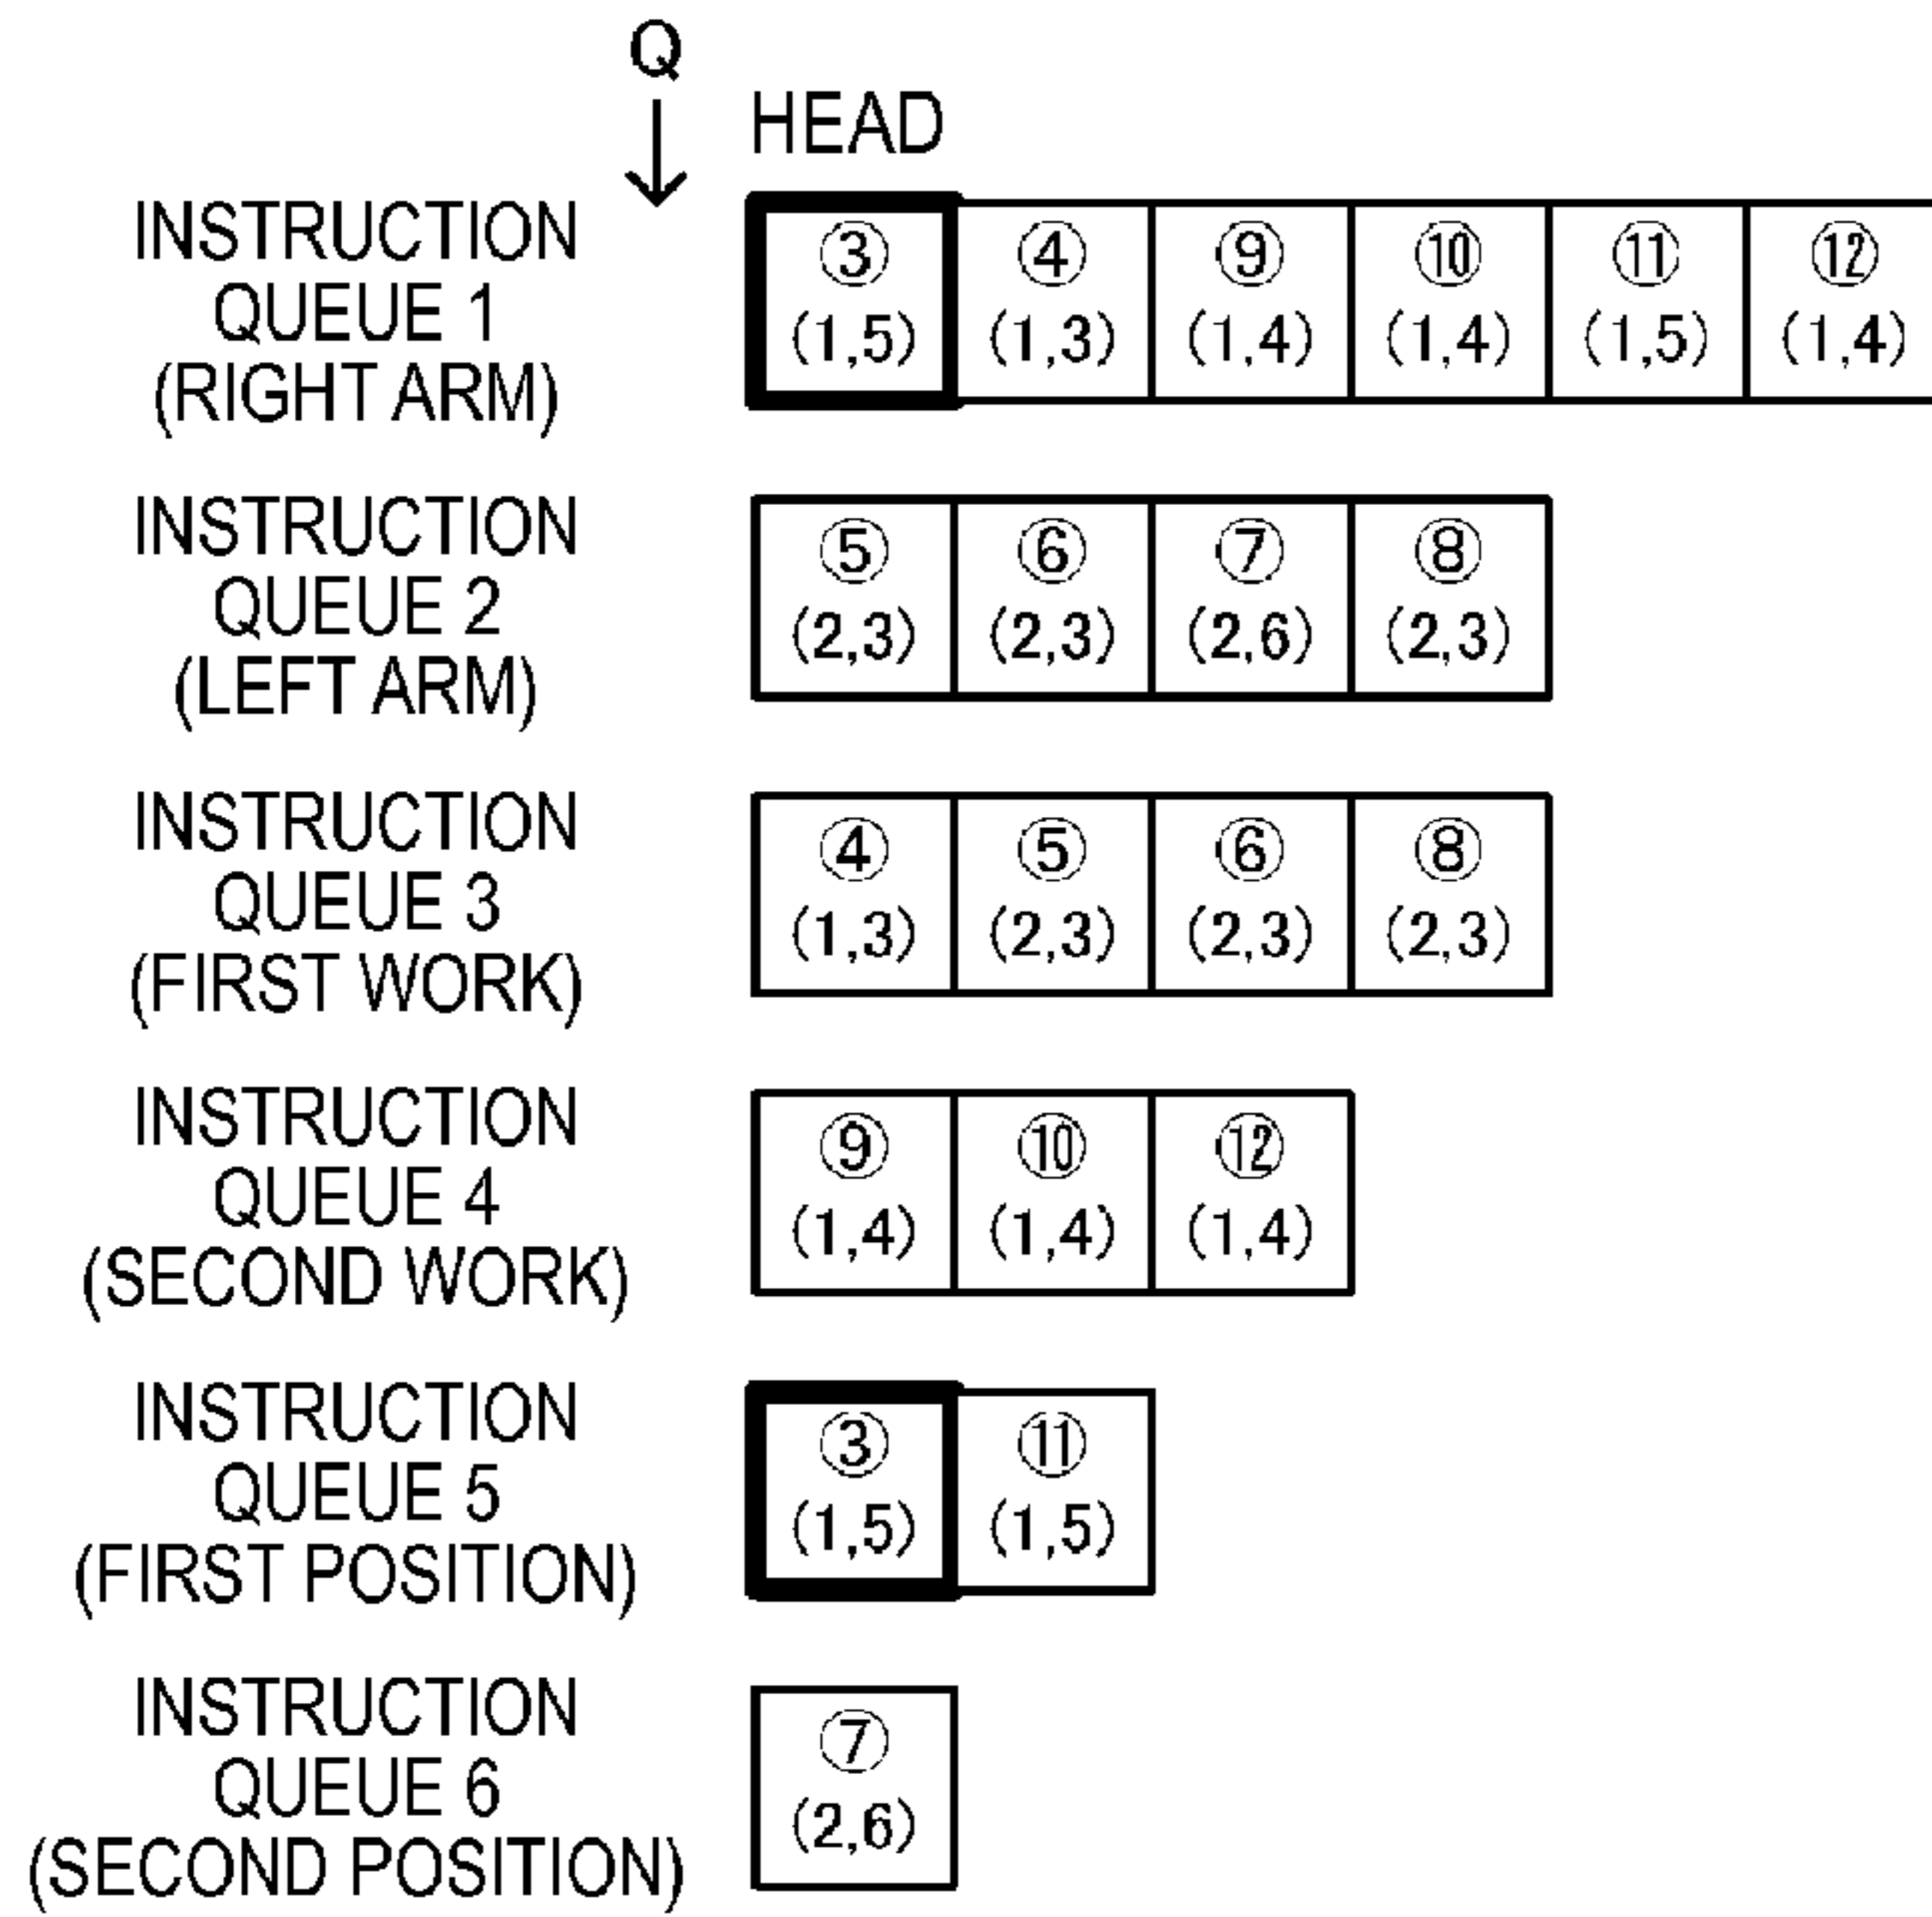 Q
HEAD
INSTRUCTION
QUEUE 1
(RIGHT ARM)
③ ④ ⑨ ⑩ ⑪ ⑫
(1,5) (1,3) (1,4) (1,4) (1,5) (1,4)
INSTRUCTION
QUEUE 2
(LEFT ARM)
⑤ ⑥ ⑦ ⑧
(2,3) (2,3) (2,6) (2,3)
INSTRUCTION
QUEUE 3
(FIRST WORK)
④ ⑤ ⑥ ⑧
(1,3) (2,3) (2,3) (2,3)
INSTRUCTION
QUEUE 4
(SECOND WORK)
⑨ ⑩ ⑫
(1,4) (1,4) (1,4)
INSTRUCTION
QUEUE 5
(FIRST POSITION)
③ ⑪
(1,5) (1,5)
INSTRUCTION
QUEUE 6
(SECOND POSITION)
⑦
(2,6)